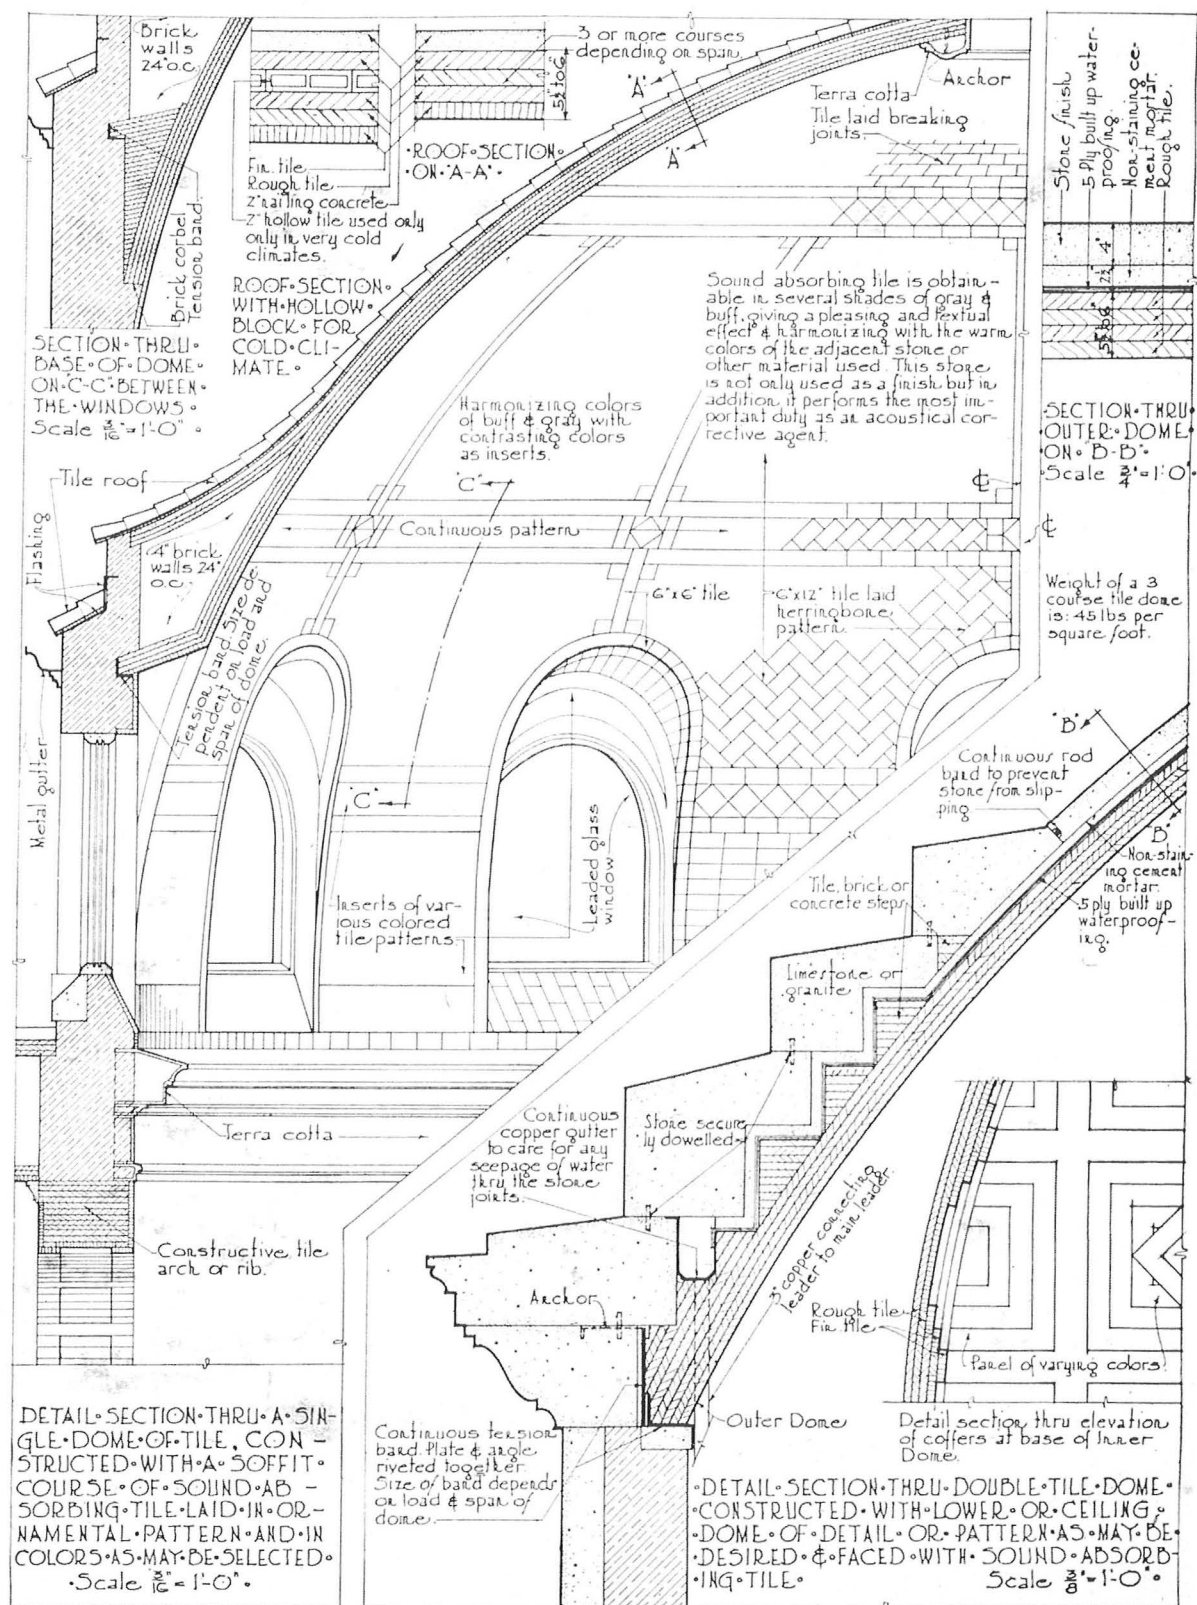 Brick
walls
24"o.c.
3 or more courses
depending on span
"A"
"A"
5½" to 6"
·ROOF·SECTION·
·ON·"A-A"·
Fin. tile
Rough tile
2" nailing concrete
2" hollow tile used only
only in very cold
climates.
Brick corbel
Tension band.
ROOF·SECTION·
WITH·HOLLOW·
BLOCK·FOR·
COLD·CLI-
MATE·
SECTION·THRU·
BASE·OF·DOME·
ON·"C-C"·BETWEEN·
THE·WINDOWS·
Scale 3/16"=1'-0"·
Anchor
Terra cotta
Tile laid breaking
joints.
Stone finish
5 Ply built up water-
proofing.
Non-staining ce-
ment mortar.
Rough tile.
4"
2¾"
5½" to 6"
·SECTION·THRU·
OUTER·DOME·
ON·"B-B"·
·Scale ¾"=1'-0"·
Sound absorbing tile is obtain-
able in several shades of gray &
buff, giving a pleasing and textual
effect & harmonizing with the warm
colors of the adjacent stone or
other material used. This stone
is not only used as a finish but in
addition it performs the most im-
portant duty as an acoustical cor-
rective agent.
Harmonizing colors
of buff & gray with
contrasting colors
as inserts.
"C"
Tile roof
Flashing
4" brick
walls 24"
o.c.
Continuous pattern
℄
℄
6"x6" tile
6"x12" tile laid
herringbone
pattern.
Weight of a 3
course tile dome
is: 45 lbs per
square foot.
Tension band. Size de-
pendent on load and
span of dome.
Metal gutter
"C"
Leaded glass
window
Inserts of var-
ious colored
tile patterns.
"B"
Continuous rod
band to prevent
stone from slip-
ping
"B"
Non-stain-
ing cement
mortar.
5 ply built up
waterproof-
ing.
Tile, brick or
concrete steps
Limestone or
granite
Terra cotta
Continuous
copper gutter
to care for any
seepage of water
thru the stone
joints.
Stone secure
ly dowelled
3" copper connecting
leader to main leader.
Constructive tile
arch or rib.
Anchor
Rough tile
Fin. tile
Panel of varying colors.
Outer Dome
Continuous tension
band. Plate & angle
riveted together
Size of band depends
on load & span of
dome.
Detail section thru elevation
of coffers at base of Inner
Dome.
DETAIL·SECTION·THRU·A·SIN-
GLE·DOME·OF·TILE, CON-
STRUCTED·WITH·A·SOFFIT·
COURSE·OF·SOUND·AB-
SORBING·TILE·LAID·IN·OR-
NAMENTAL·PATTERN·AND·IN
COLORS·AS·MAY·BE·SELECTED·
·Scale 3/16"=1'-0"·
·DETAIL·SECTION·THRU·DOUBLE·TILE·DOME·
·CONSTRUCTED·WITH·LOWER·OR·CEILING·
·DOME·OF·DETAIL·OR·PATTERN·AS·MAY·BE·
·DESIRED·&·FACED·WITH·SOUND·ABSORB-
·ING·TILE·
Scale ⅜"=1'-0"·